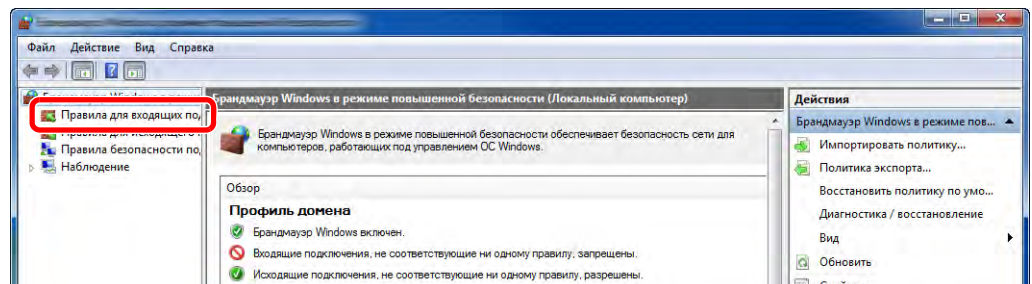 Файл Действие Вид Справка
Правила для входящих под
Правила для исходящего
Правила безопасности по,
Наблюдение
Брандмауэр Windows в режиме повышенной безопасности (Локальный компьютер)
Брандмауэр Windows в режиме повышенной безопасности обеспечивает безопасность сети для
компьютеров, работающих под управлением ОС Windows.
Обзор
Профиль домена
Брандмауэр Windows включен.
Входящие подключения, не соответствующие ни одному правилу, запрещены.
Исходящие подключения, не соответствующие ни одному правилу, разрешены.
Действия
Брандмауэр Windows в режиме пов...
Импортировать политику...
Политика экспорта...
Восстановить политику по умо...
Диагностика / восстановление
Вид
Обновить